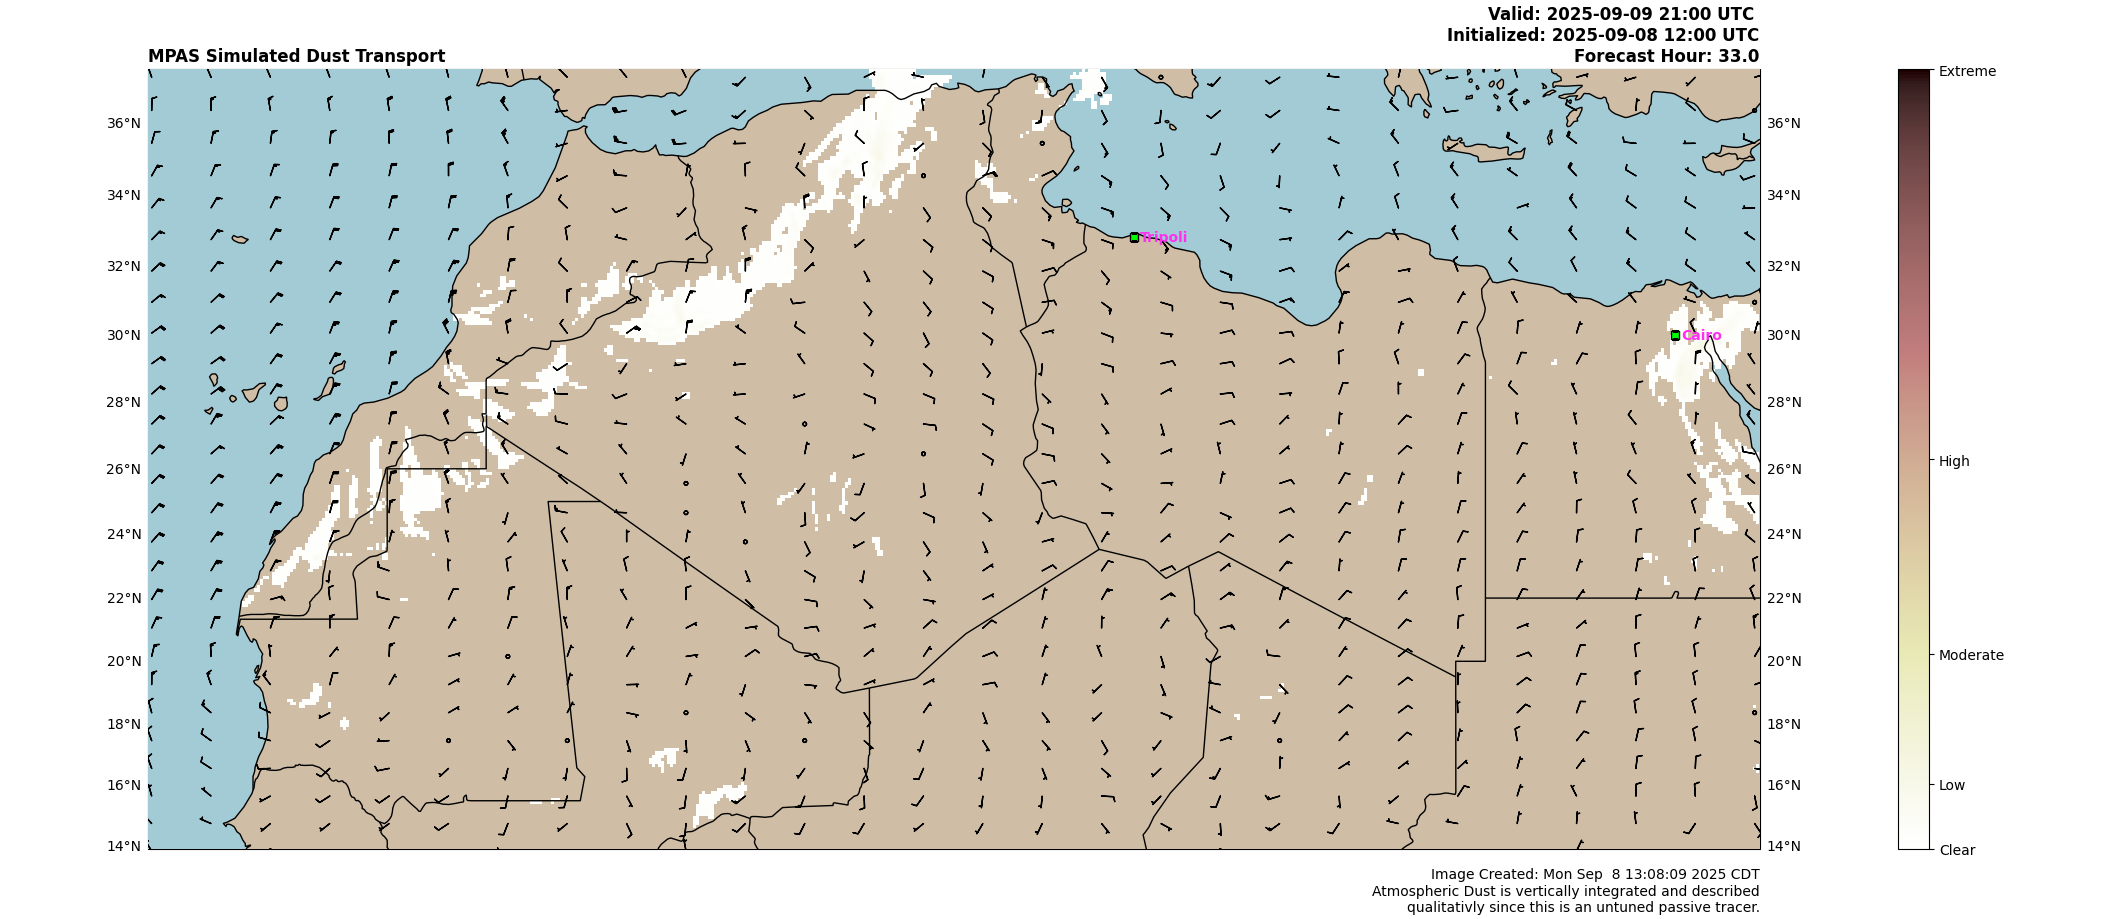 Valid: 2025-09-09 21:00 UTC
Initialized: 2025-09-08 12:00 UTC
MPAS Simulated Dust Transport
Forecast Hour: 33.0
Extreme
36°N
36°N
34°N
34°N
Tripoli
32°N
32°N
30°N
Cairo
30°N
28°N
28°N
High
26°N
26°N
24°N
24°N
22°N
22°N
20°N
20°N
Moderate
18°N
18°N
16°N
16°N
Low
14°N
14°N
Clear
Image Created: Mon Sep  8 13:08:09 2025 CDT
Atmospheric Dust is vertically integrated and described
qualitativly since this is an untuned passive tracer.